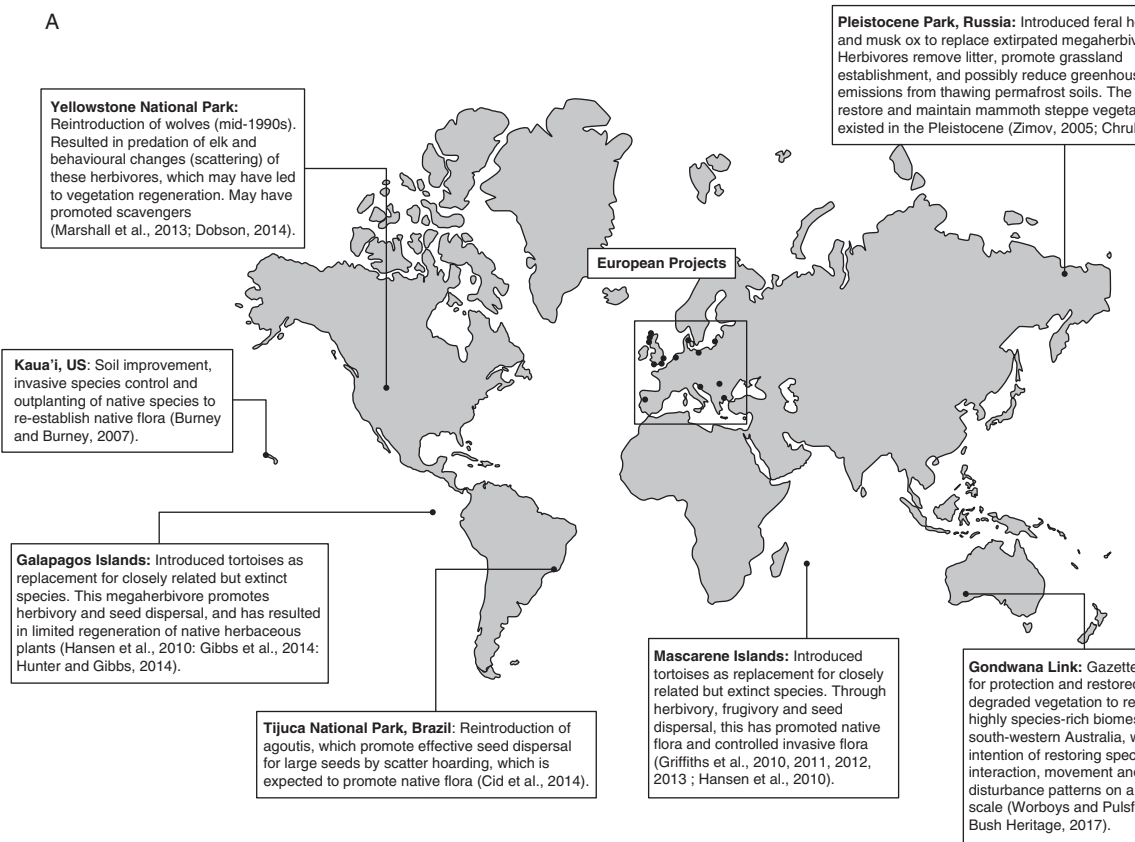 A
Pleistocene Park, Russia: Introduced feral
and musk ox to replace extirpated
Herbivores remove litter, promote grassland
establishment, and possibly reduce
emissions from thawing permafrost soils. The
restore and maintain mammoth steppe
existed in the Pleistocene (Zimov, 2005;
Yellowstone National Park:
Reintroduction of wolves (mid-1990s).
Resulted in predation of elk and
behavioural changes (scattering) of
these herbivores, which may have led
to vegetation regeneration. May have
promoted scavengers
(Marshall et al., 2013; Dobson, 2014).
European Projects
Kaua'i, US: Soil improvement,
invasive species control and
outplanting of native species to
re-establish native flora (Burney
and Burney, 2007).
Galapagos Islands: Introduced tortoises as
replacement for closely related but extinct
species. This megaherbivore promotes
herbivory and seed dispersal, and has resulted
in limited regeneration of native herbaceous
plants (Hansen et al., 2010: Gibbs et al., 2014:
Hunter and Gibbs, 2014).
Tijuca National Park, Brazil: Reintroduction of
agoutis, which promote effective seed dispersal
for large seeds by scatter hoarding, which is
expected to promote native flora (Cid et al., 2014).
Mascarene Islands: Introduced
tortoises as replacement for closely
related but extinct species. Through
herbivory, frugivory and seed
dispersal, this has promoted native
flora and controlled invasive flora
(Griffiths et al., 2010, 2011, 2012,
2013 ; Hansen et al., 2010).
Gondwana Link:
for protection and restored
degraded vegetation to
highly species-rich biomes
south-western Australia,
intention of restoring
interaction, movement and
disturbance patterns on a
scale (Worboys and
Bush Heritage, 2017).